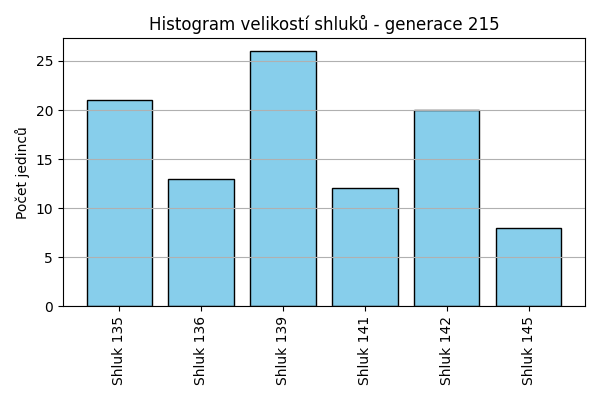 Histogram velikostí shluků - generace 215
Počet jedinců
25
20
15
10
5
0
Shluk 135
Shluk 136
Shluk 139
Shluk 141
Shluk 142
Shluk 145